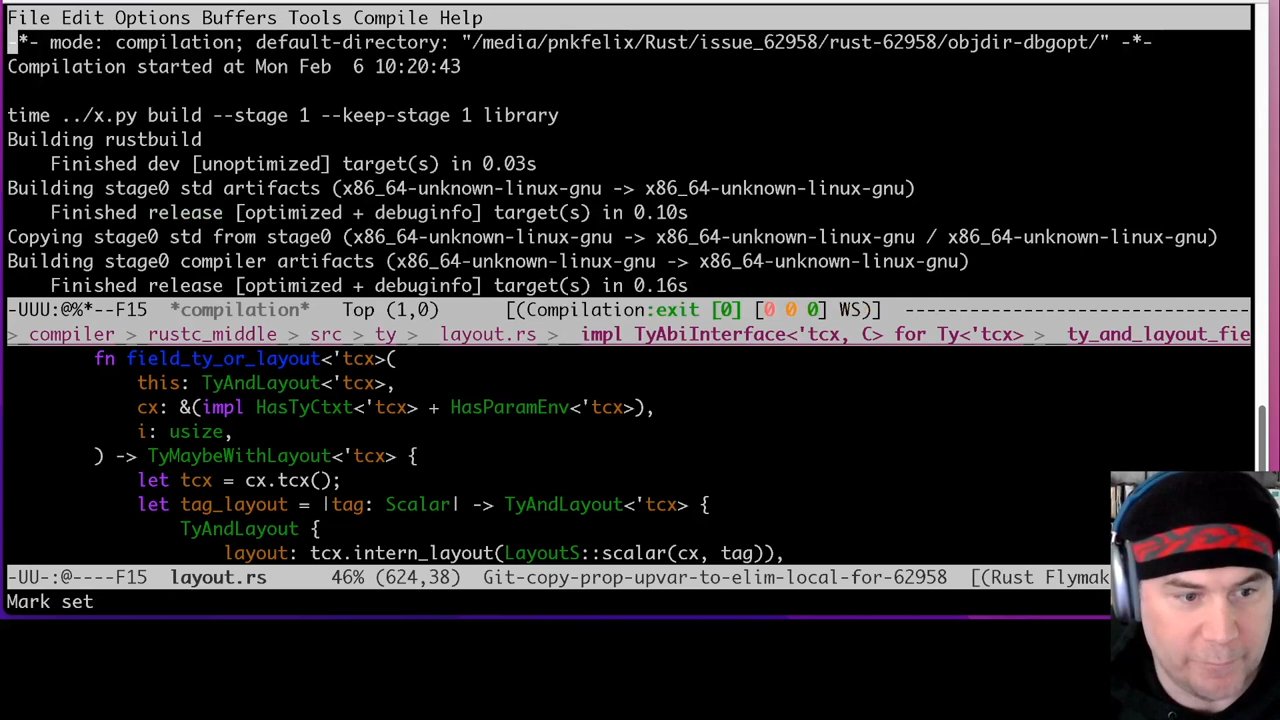 File Edit Options Buffers Tools Compile Help
-*- mode: compilation; default-directory: "/media/pnkfelix/Rust/issue_62958/rust-62958/objdir-dbgopt/" -*-
Compilation started at Mon Feb  6 10:20:43
time ../x.py build --stage 1 --keep-stage 1 library
Building rustbuild
    Finished dev [unoptimized] target(s) in 0.03s
Building stage0 std artifacts (x86_64-unknown-linux-gnu -> x86_64-unknown-linux-gnu)
    Finished release [optimized + debuginfo] target(s) in 0.10s
Copying stage0 std from stage0 (x86_64-unknown-linux-gnu -> x86_64-unknown-linux-gnu / x86_64-unknown-linux-gnu)
Building stage0 compiler artifacts (x86_64-unknown-linux-gnu -> x86_64-unknown-linux-gnu)
    Finished release [optimized + debuginfo] target(s) in 0.16s
-UUU:@%*--F15  *compilation*   Top (1,0)      [(Compilation:exit [0] [0 0 0] WS)]  --------------------------------
> compiler > rustc_middle > src > ty > layout.rs > impl TyAbiInterface<'tcx, C> for Ty<'tcx> > ty_and_layout_fie
        fn field_ty_or_layout<'tcx>(
            this: TyAndLayout<'tcx>,
            cx: &(impl HasTyCtxt<'tcx> + HasParamEnv<'tcx>),
            i: usize,
        ) -> TyMaybeWithLayout<'tcx> {
            let tcx = cx.tcx();
            let tag_layout = |tag: Scalar| -> TyAndLayout<'tcx> {
                TyAndLayout {
                    layout: tcx.intern_layout(LayoutS::scalar(cx, tag)),
-UU-:@----F15  layout.rs      46% (624,38)   Git-copy-prop-upvar-to-elim-local-for-62958  [(Rust Flymak
Mark set